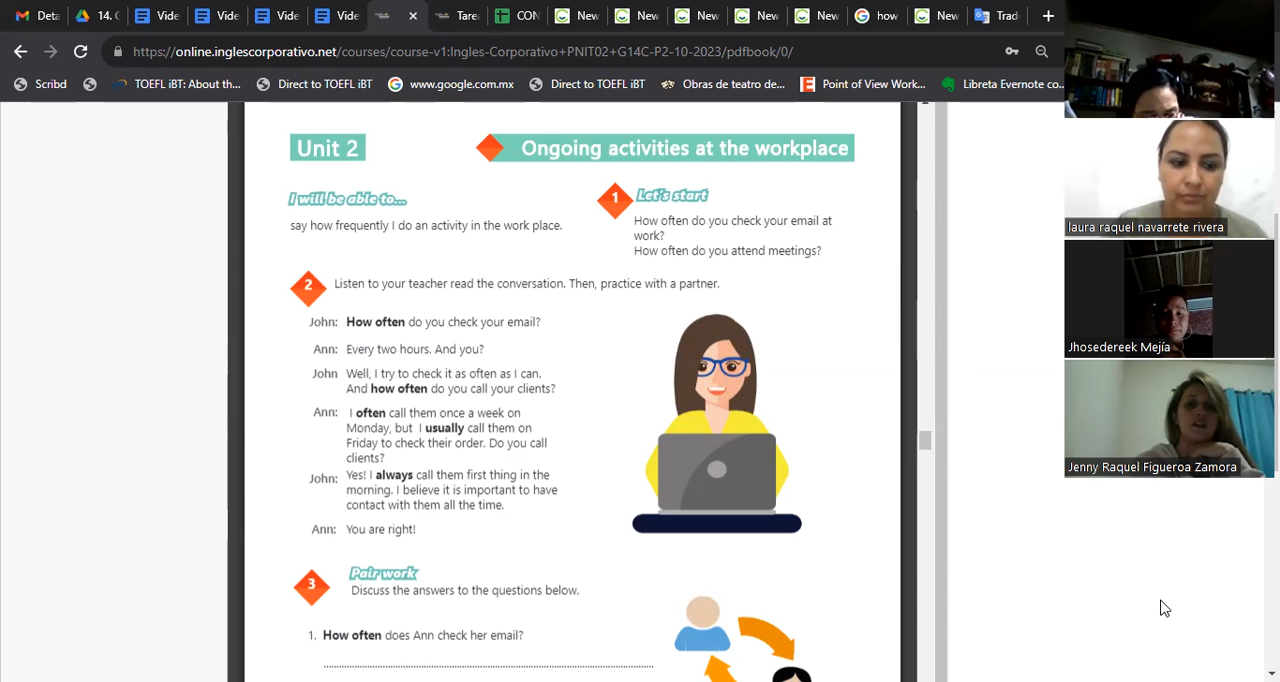 Deta
14. C
Vide
Vide
Vide
Vide
Tare
CON
New
New
New
New
New
how
New
Trad
https://online.inglescorporativo.net/courses/course-v1:Ingles-Corporativo+PNIT02+G14C-P2-10-2023/pdfbook/0/
Scribd
TOEFL iBT: About th...
Direct to TOEFL iBT
www.google.com.mx
Direct to TOEFL iBT
Obras de teatro de...
Point of View Work...
Libreta Evernote co...
Unit 2
Ongoing activities at the workplace
I will be able to...
say how frequently I do an activity in the work place.
1
Let's start
How often do you check your email at
work?
How often do you attend meetings?
2
Listen to your teacher read the conversation. Then, practice with a partner.
John: How often do you check your email?
Ann: Every two hours. And you?
John Well, I try to check it as often as I can.
And how often do you call your clients?
Ann: I often call them once a week on
Monday, but I usually call them on
Friday to check their order. Do you call
clients?
John: Yes! I always call them first thing in the
morning. I believe it is important to have
contact with them all the time.
Ann: You are right!
3
Pair work
Discuss the answers to the questions below.
1. How often does Ann check her email?
laura raquel navarrete rivera
Jhosedereek Mejía
Jenny Raquel Figueroa Zamora